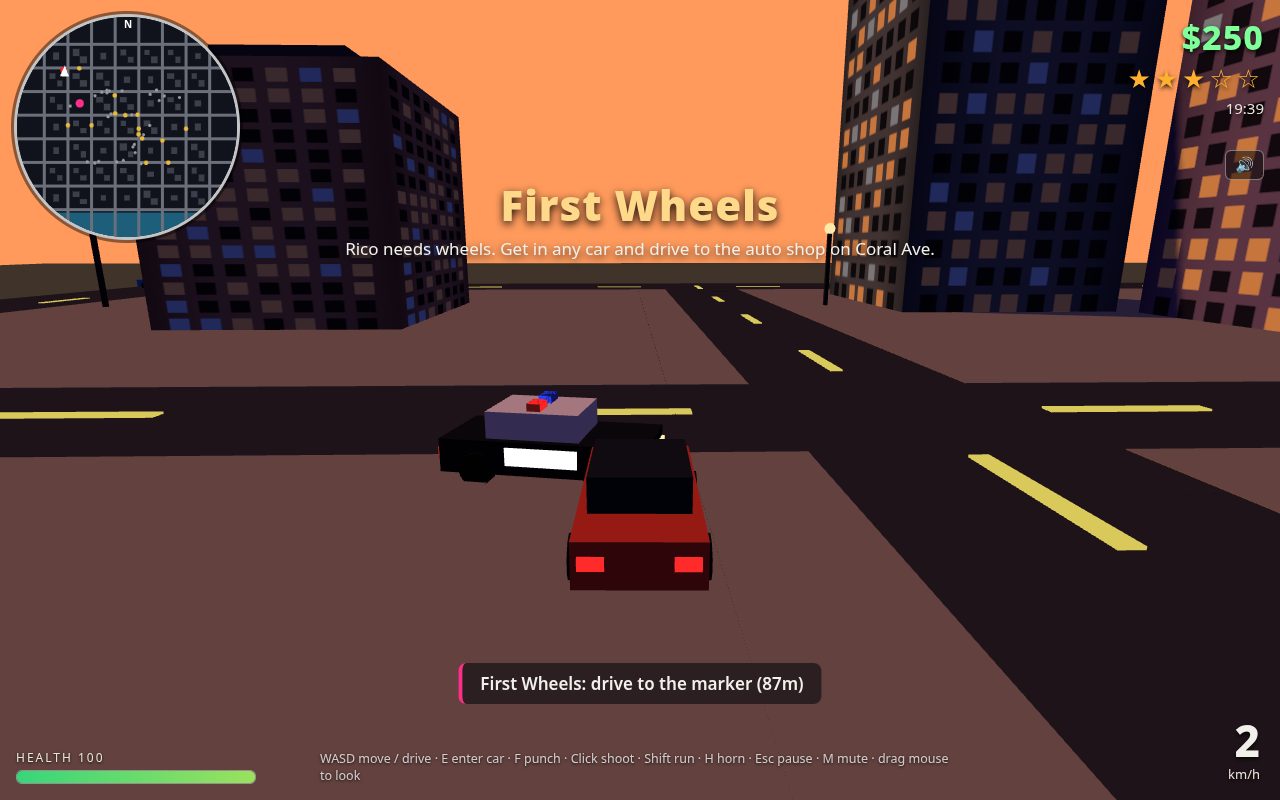 N
$250
★★★☆☆
19:39
First Wheels
Rico needs wheels. Get in any car and drive to the auto shop on Coral Ave.
First Wheels: drive to the marker (87m)
HEALTH 100
WASD move / drive · E enter car · F punch · Click shoot · Shift run · H horn · Esc pause · M mute · drag mouse
to look
2
km/h